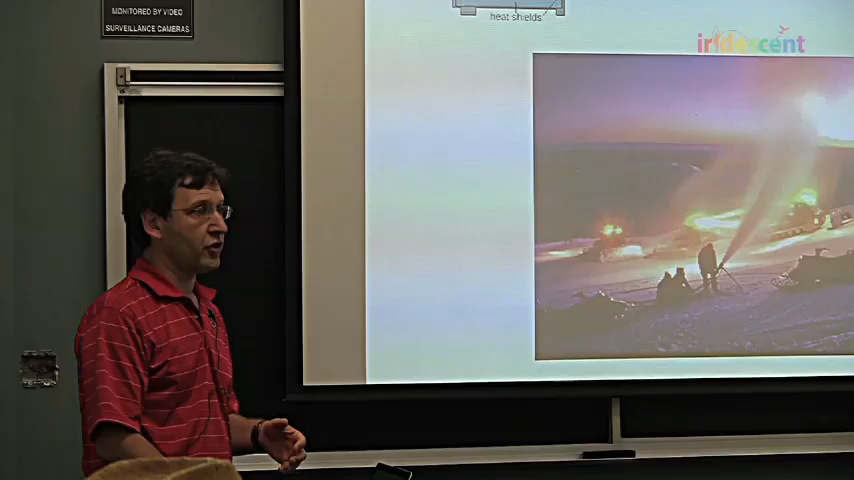 MONITORED BY VIDEO
SURVEILLANCE CAMERAS
heat shields
iridescent